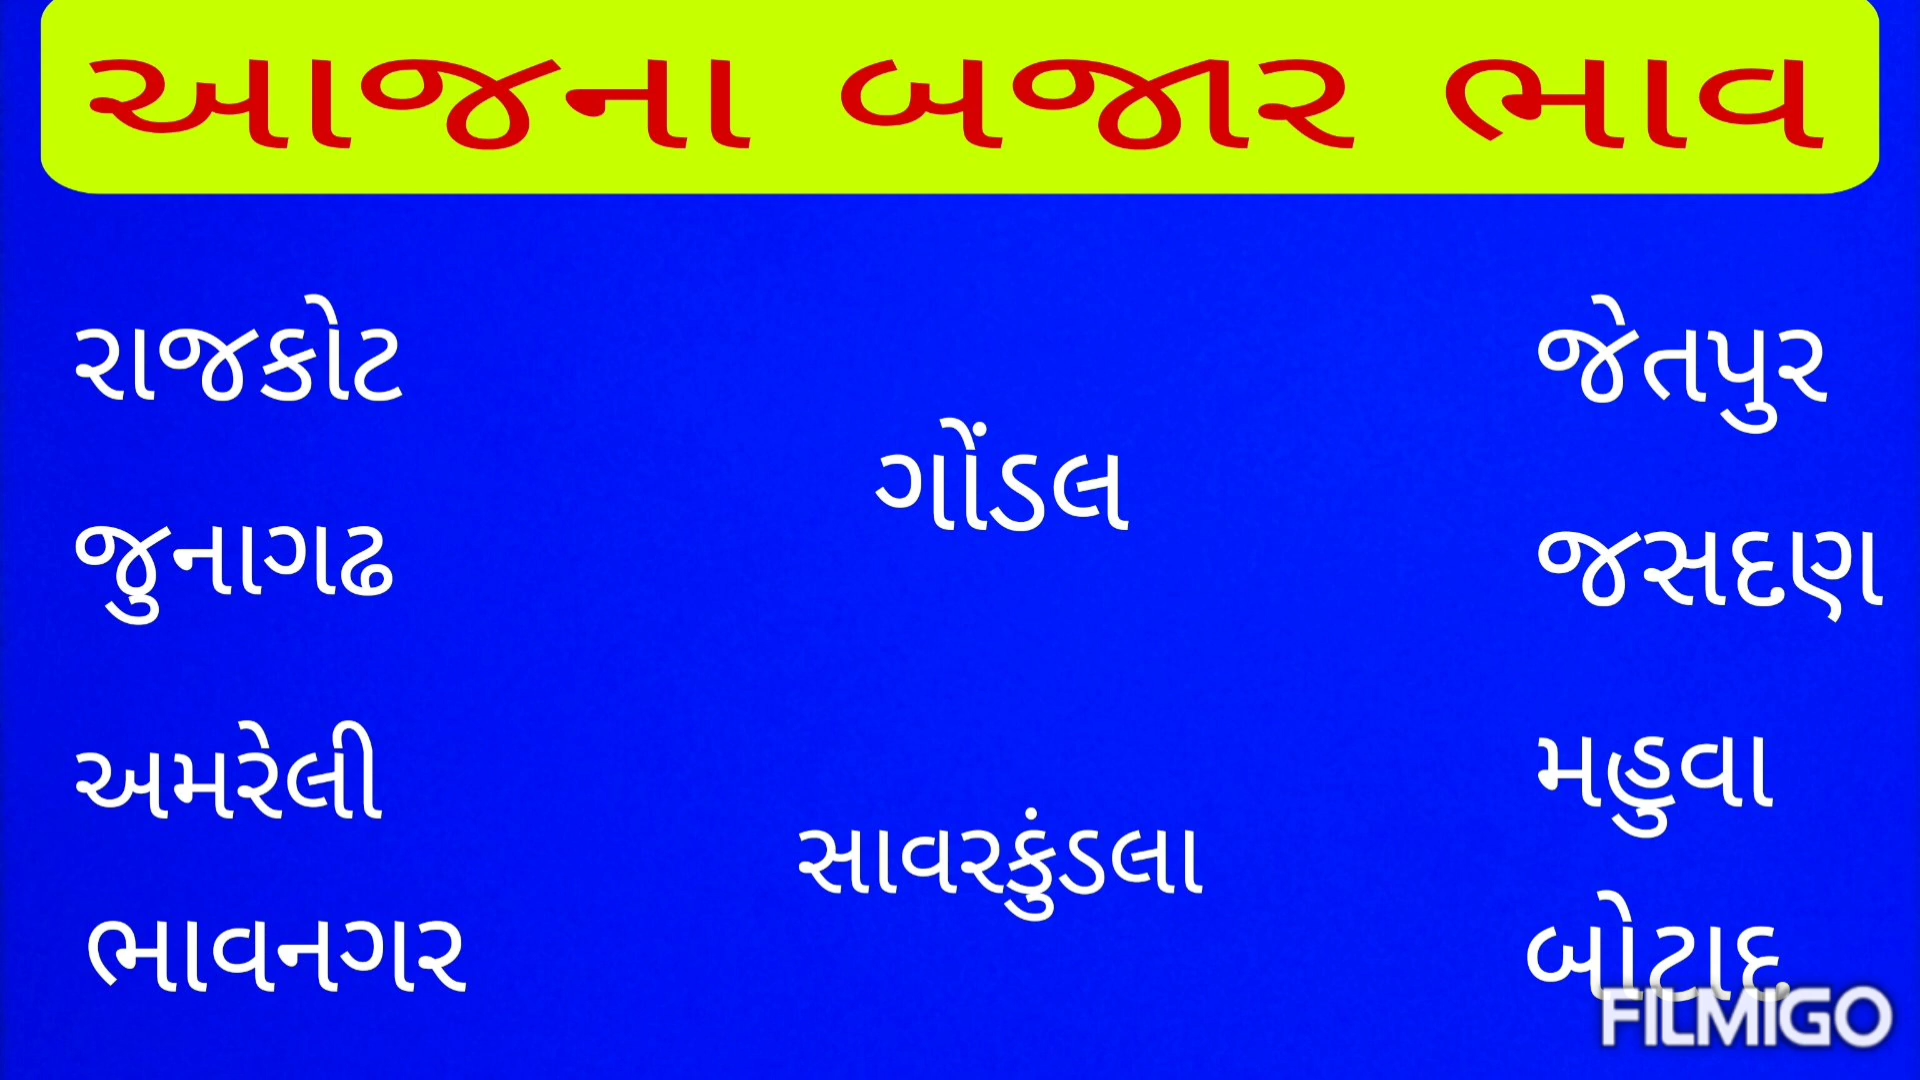 આજના બજાર ભાવ
રાજકોટ
જેતપુર
ગોંડલ
જુનાગઢ
જસદણ
અમરેલી
મહુવા
સાવરકુંડલા
ભાવનગર
બોટાદ
FILMIGO